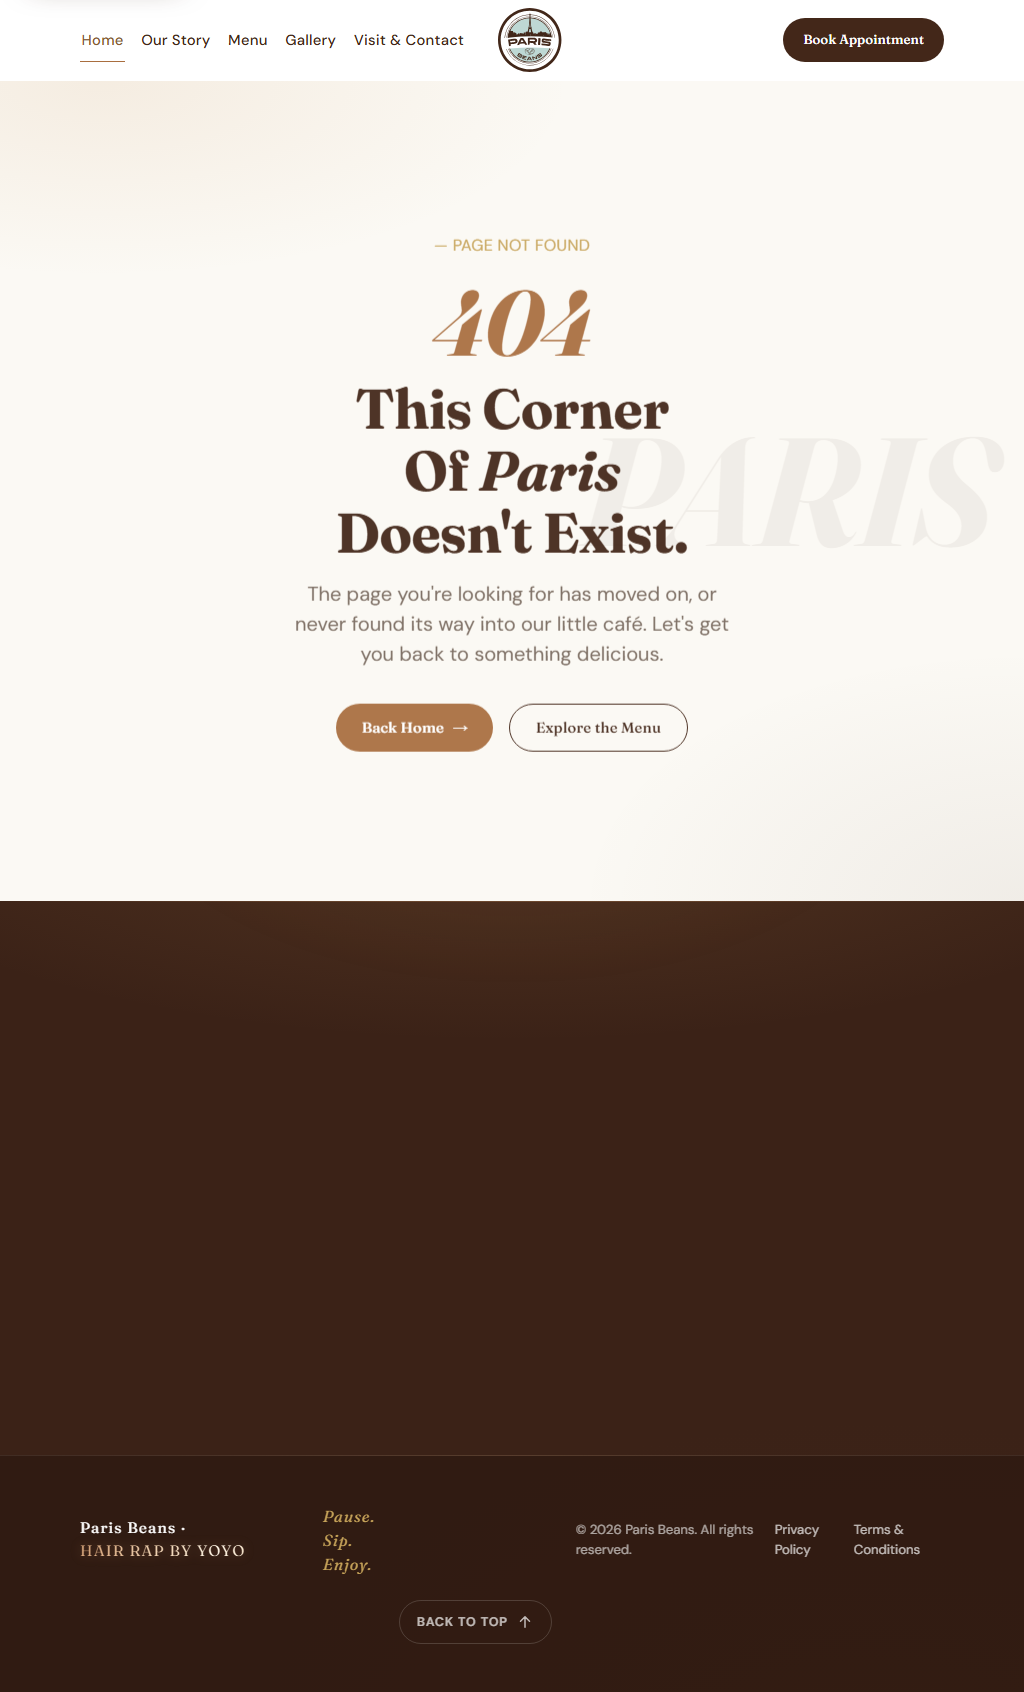 Home Our Story Menu Gallery Visit & Contact
PARIS
BEANS
Book Appointment
— PAGE NOT FOUND
404
This Corner
Of Paris
Doesn't Exist.
PARIS
The page you're looking for has moved on, or
never found its way into our little café. Let's get
you back to something delicious.
Back Home →
Explore the Menu
Paris Beans ·
HAIR RAP BY YOYO
Pause.
Sip.
Enjoy.
© 2026 Paris Beans. All rights
reserved.
Privacy
Policy
Terms &
Conditions
BACK TO TOP ↑